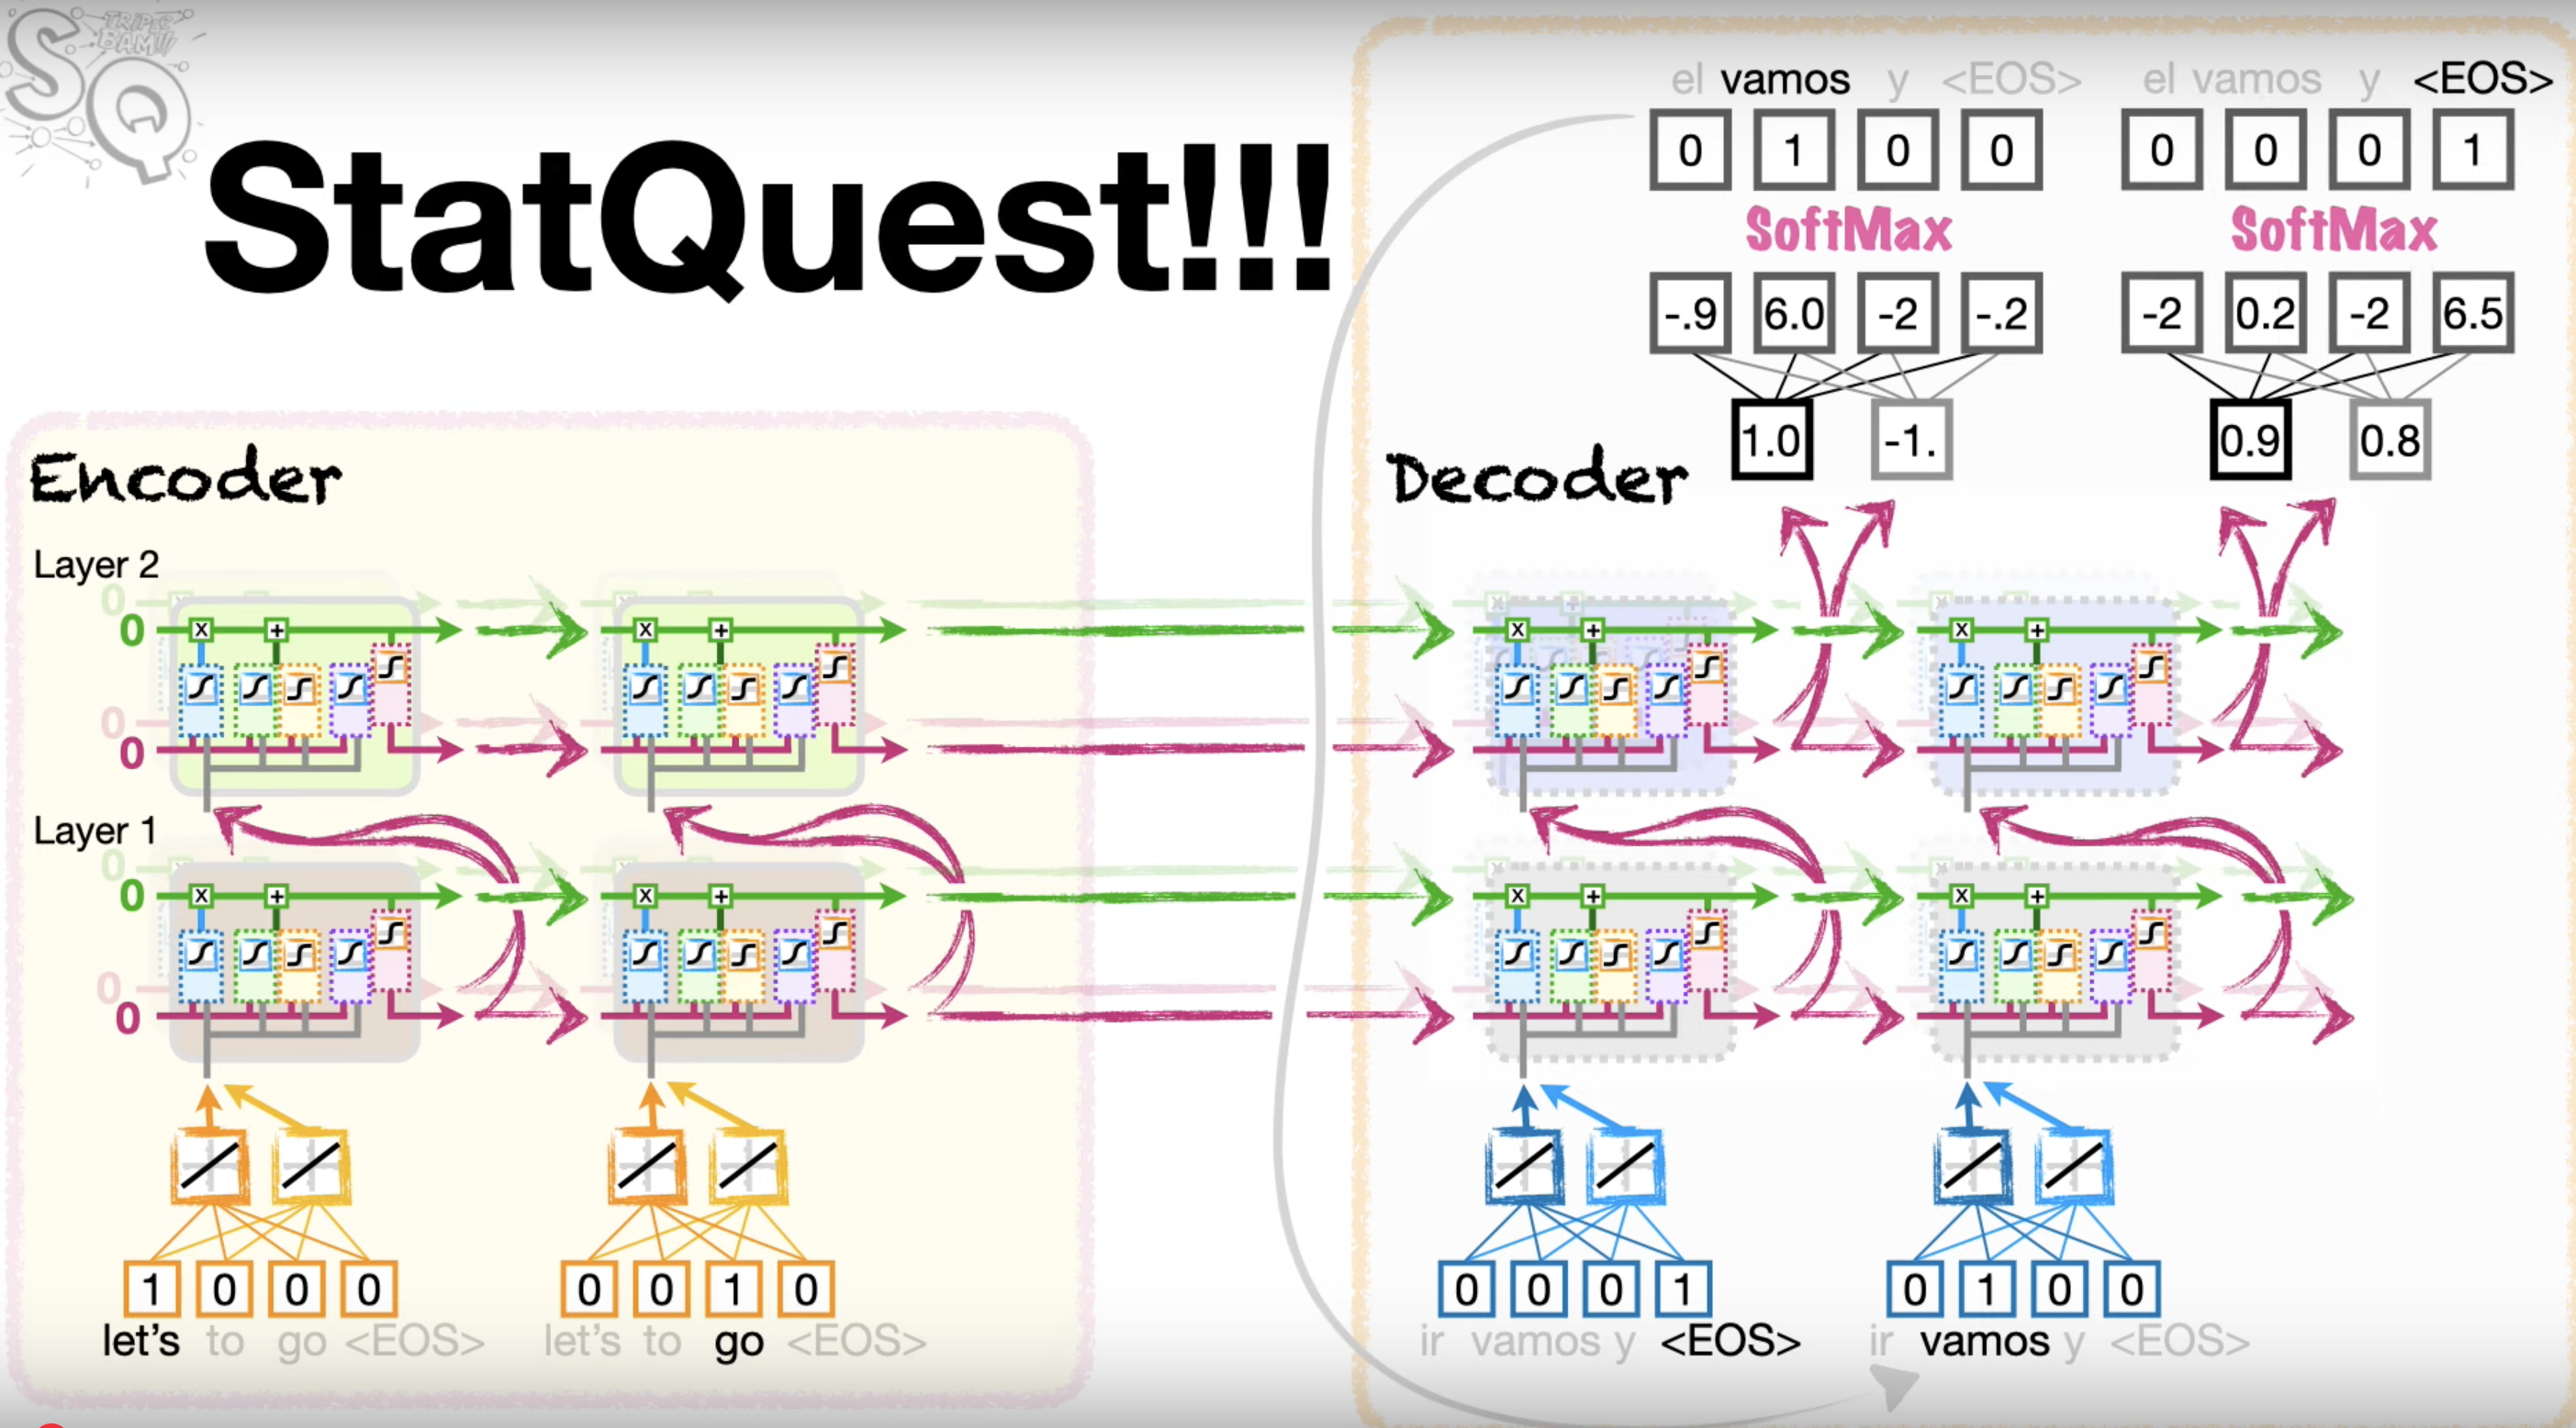 SQ
TRIPLE
BAM!!!
StatQuest!!!
Encoder
Layer 2
0
0
0
0
x + x +
Layer 1
0
0
0
0
x + x +
1 0 0 0
let's to go <EOS>
0 0 1 0
let's to go <EOS>
Decoder
el vamos y <EOS>
0 1 0 0
SoftMax
-.9 6.0 -2 -.2
1.0 -1.
el vamos y <EOS>
0 0 0 1
SoftMax
-2 0.2 -2 6.5
0.9 0.8
x + x +
x + x +
0 0 0 1
ir vamos y <EOS>
0 1 0 0
ir vamos y <EOS>